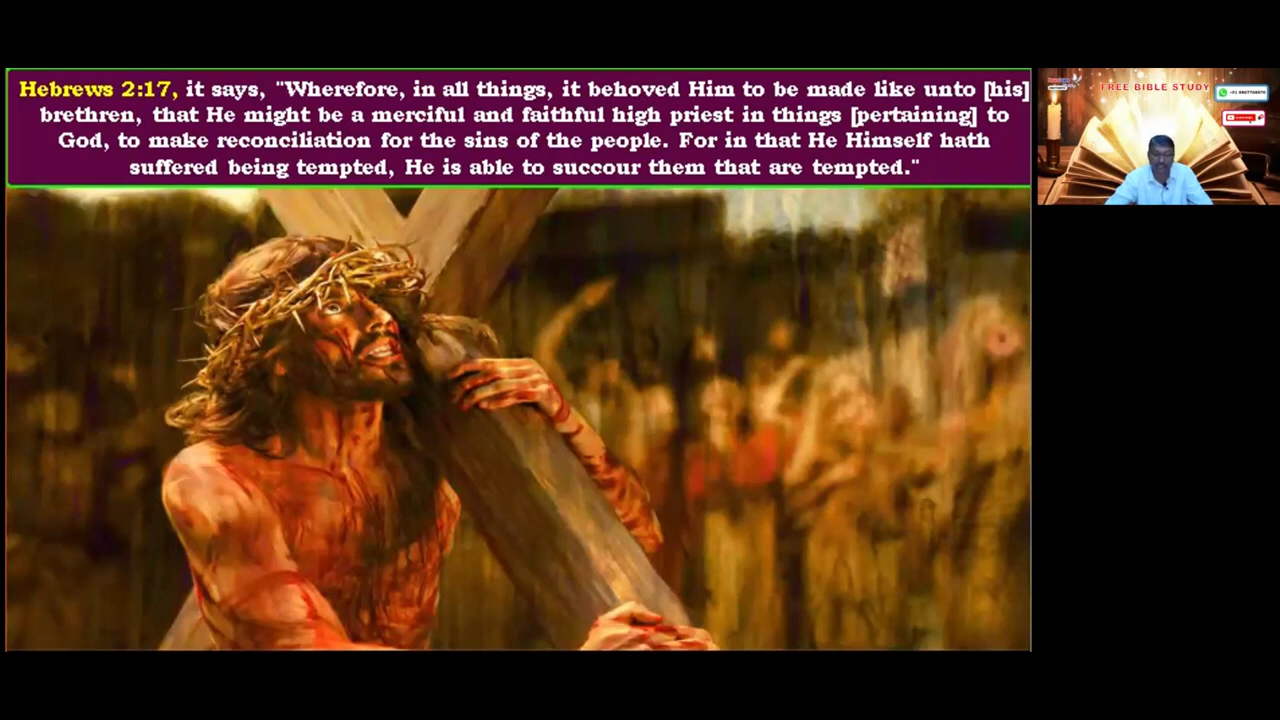 Hebrews 2:17, it says, "Wherefore, in all things, it behoved Him to be made like unto [his]
brethren, that He might be a merciful and faithful high priest in things [pertaining] to
God, to make reconciliation for the sins of the people. For in that He Himself hath
suffered being tempted, He is able to succour them that are tempted."
FREE BIBLE STUDY